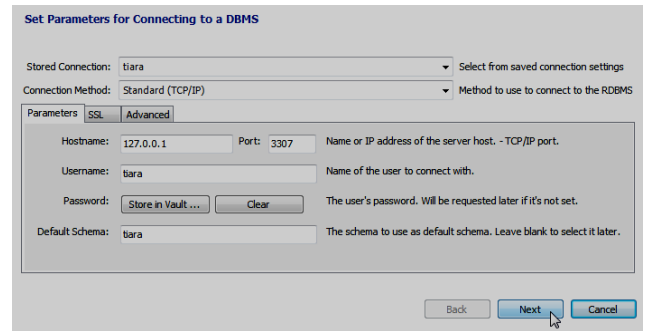 Set Parameters for Connecting to a DBMS
Stored Connection: tiara Select from saved connection settings
Connection Method: Standard (TCP/IP) Method to use to connect to the RDBMS
Parameters SSL Advanced
Hostname: 127.0.0.1 Port: 3307 Name or IP address of the server host. - TCP/IP port.
Username: tiara Name of the user to connect with.
Password: Store in Vault ... Clear The user's password. Will be requested later if it's not set.
Default Schema: tiara The schema to use as default schema. Leave blank to select it later.
Back Next Cancel